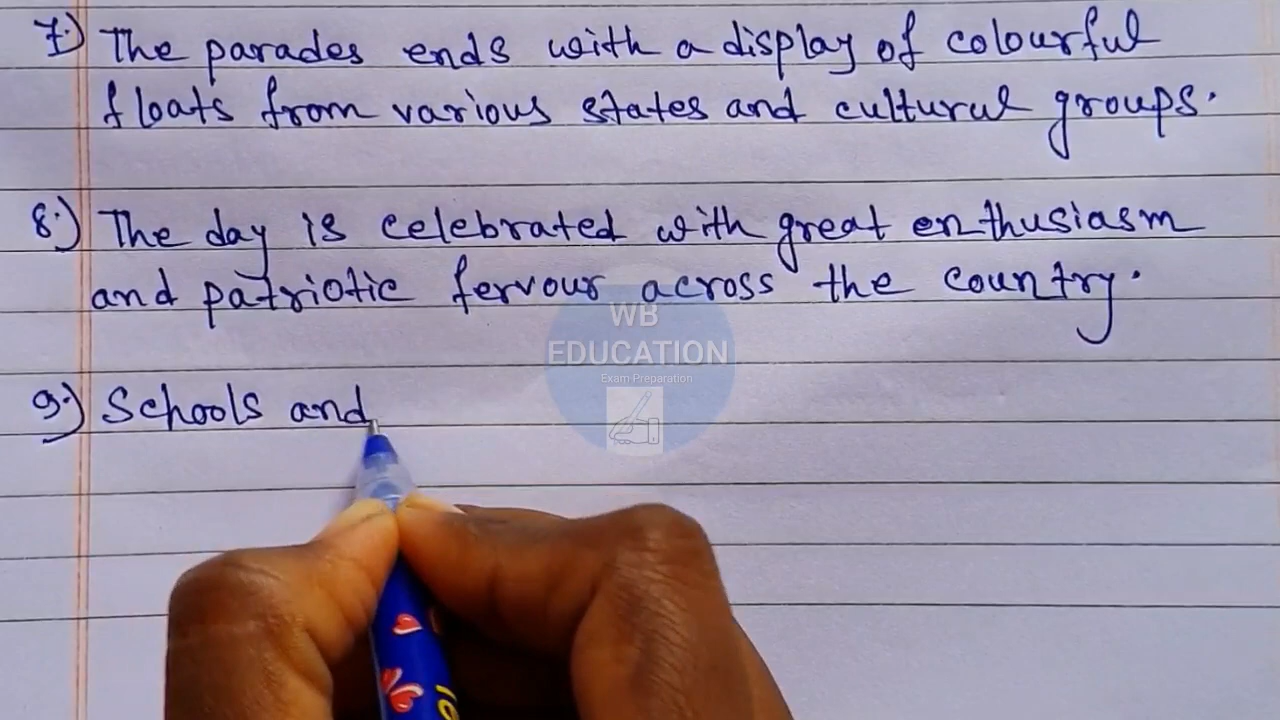 7.) The parades ends with a display of colourful
floats from various states and cultural groups.
8.) The day is celebrated with great enthusiasm
and patriotic fervour across the country.
WB
EDUCATION
Exam Preparation
9.) Schools and